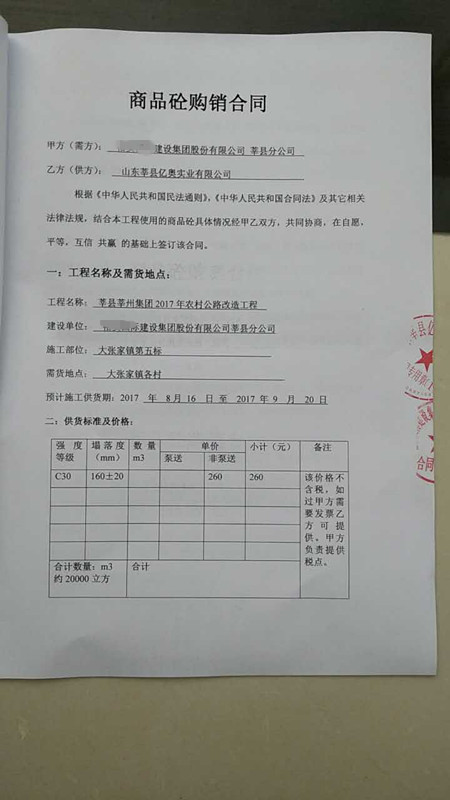 商品砼购销合同
甲方（需方）： 建设集团股份有限公司 莘县分公司
乙方（供方）： 山东莘县亿奥实业有限公司
根据《中华人民共和国民法通则》，《中华人民共和国合同法》及其它相关
法律法规，结合本工程使用的商品砼具体情况经甲乙双方，共同协商，在自愿，
平等，互信 共赢 的基础上签订该合同。
一：工程名称及需货地点：
工程名称： 莘县莘州集团 2017 年农村公路改造工程
建设单位： 建设集团股份有限公司莘县分公司
施工部位： 大张家镇第五标
需货地点： 大张家镇各村
预计施工供货期：2017 年 8月 16 日 至 2017 年 9 月 20 日
二：供货标准及价格：
强 度 等级 塌落度（mm） 数量 m3 单价 小计（元） 备注
泵送 非泵送
C30 160±20 260 260
该价格不
含税，如
过甲方需
要发票乙
方可提
供。甲方
负责提供
税点。
合计数量：m3 合计
约 20000 立方
合同